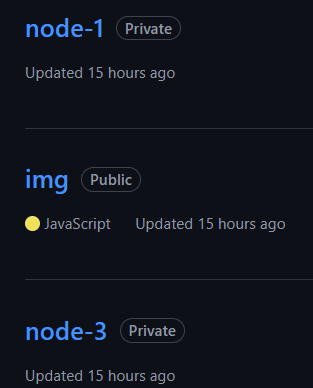 node-1 Private
Updated 15 hours ago
img Public
JavaScript Updated 15 hours ago
node-3 Private
Updated 15 hours ago